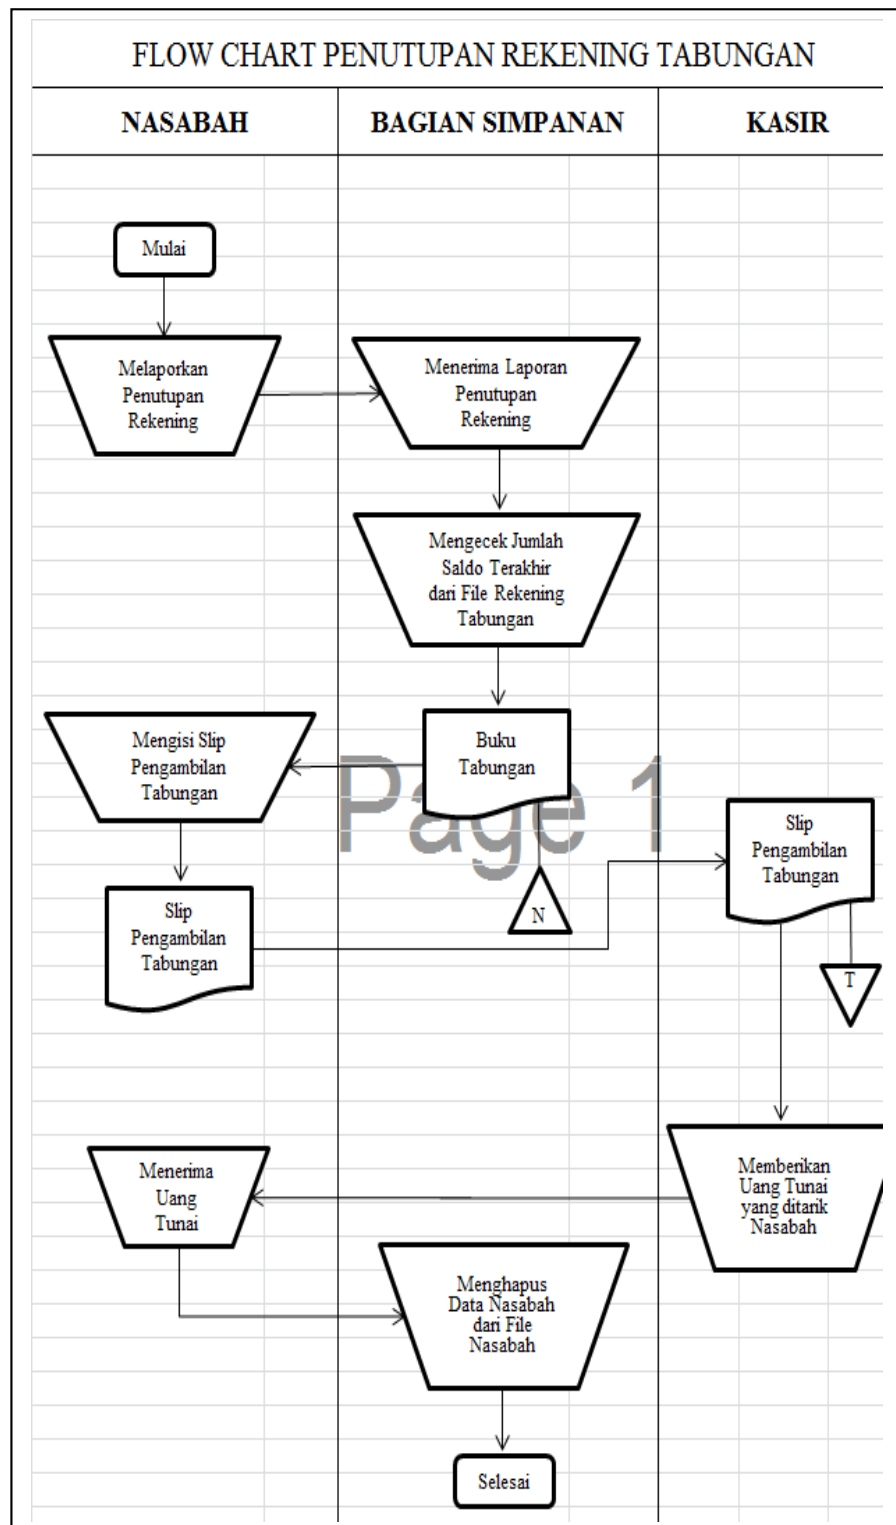 FLOW CHART PENUTUPAN REKENING TABUNGAN
NASABAH
BAGIAN SIMPANAN
KASIR
Mulai
Melaporkan
Penutupan
Rekening
Menerima Laporan
Penutupan
Rekening
Mengecek Jumlah
Saldo Terakhir
dari File Rekening
Tabungan
Buku
Tabungan
N
Mengisi Slip
Pengambilan
Tabungan
Page 1
Slip
Pengambilan
Tabungan
Slip
Pengambilan
Tabungan
T
Memberikan
Uang Tunai
yang ditarik
Nasabah
Menerima
Uang
Tunai
Menghapus
Data Nasabah
dari File
Nasabah
Selesai